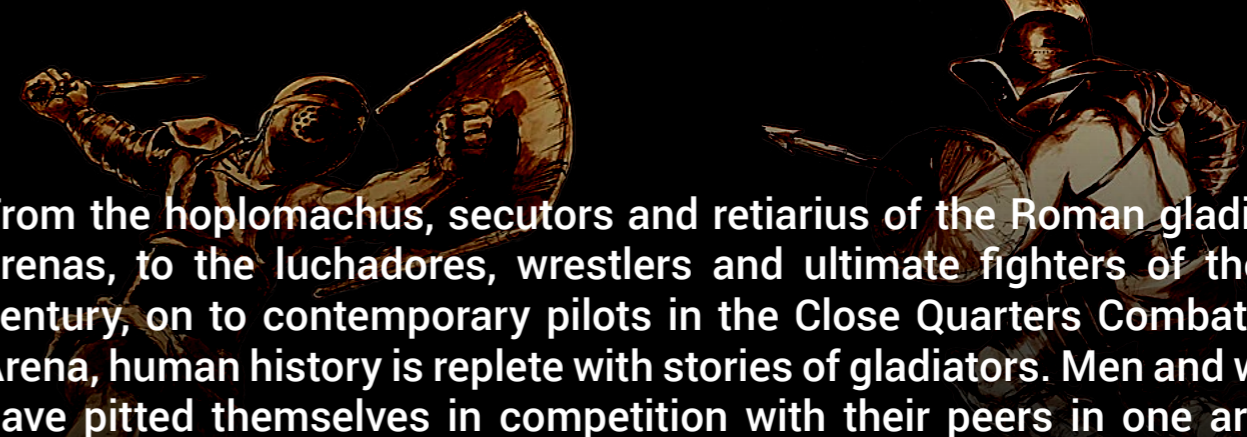 rom the hoplomachus, secutors and retiarius of the Roman gladi
renas, to the luchadores, wrestlers and ultimate fighters of the
entury, on to contemporary pilots in the Close Quarters Combat
rena, human history is replete with stories of gladiators. Men and w
ave pitted themselves in competition with their peers in one an